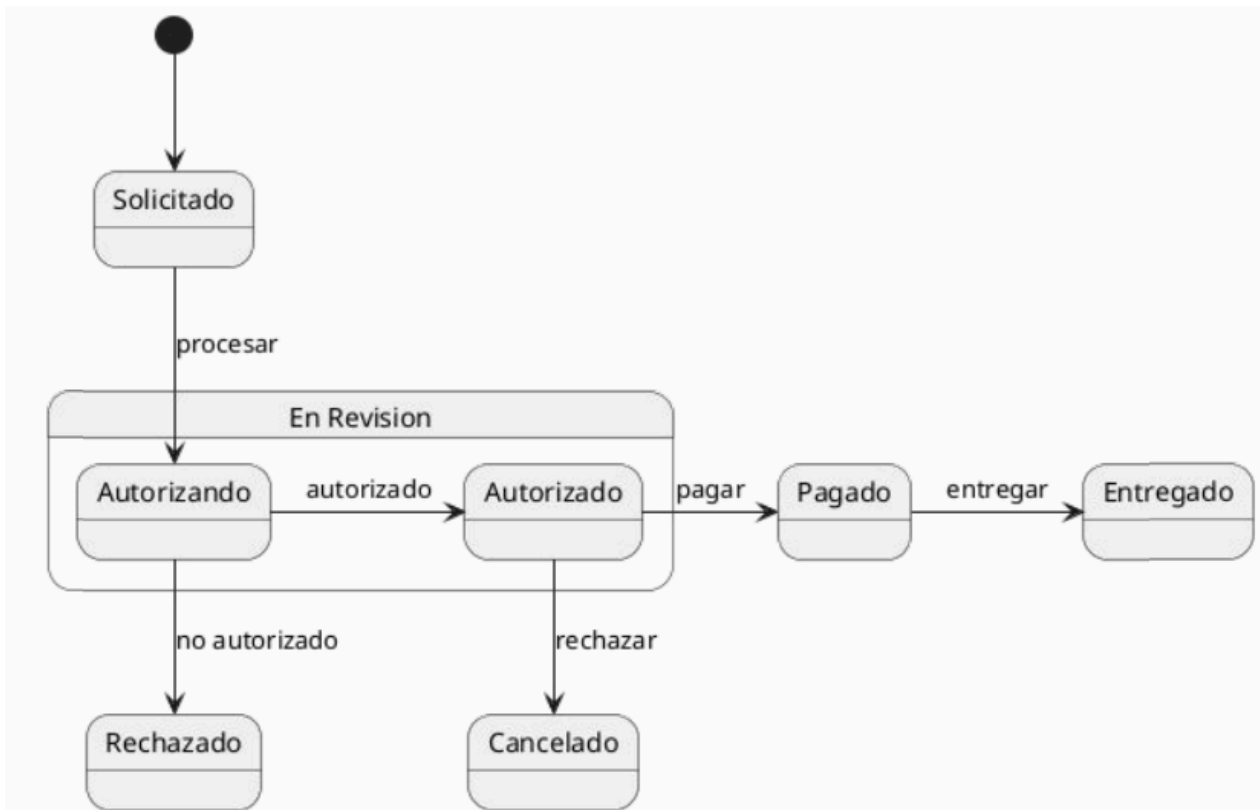 Solicitado
procesar
En Revision
Autorizando
autorizado
Autorizado
pagar
Pagado
entregar
Entregado
no autorizado
rechazar
Rechazado
Cancelado